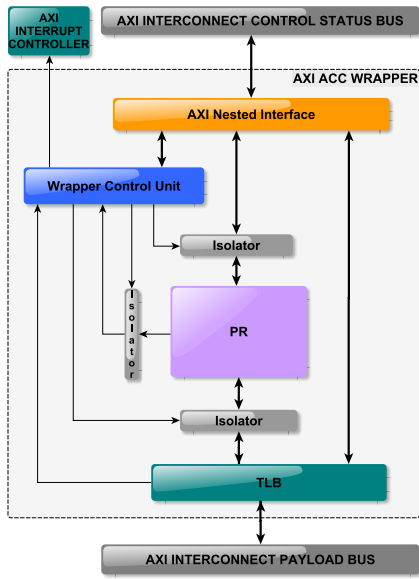 AXI
INTERRUPT
CONTROLLER
AXI INTERCONNECT CONTROL STATUS BUS
AXI ACC WRAPPER
AXI Nested Interface
Wrapper Control Unit
Isolator
Isolator
PR
Isolator
TLB
AXI INTERCONNECT PAYLOAD BUS